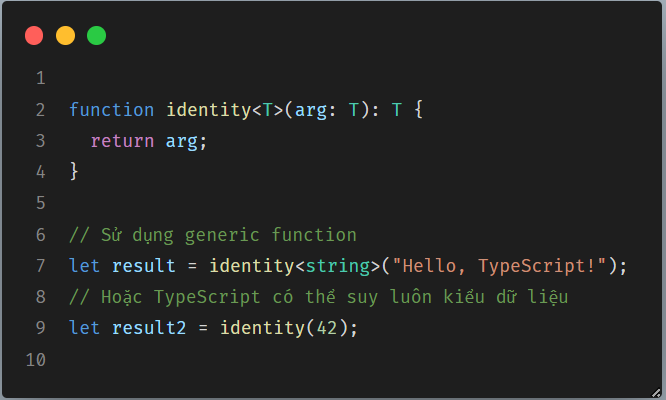 1
2 function identity<T>(arg: T): T {
3   return arg;
4 }
5
6 // Sử dụng generic function
7 let result = identity<string>("Hello, TypeScript!");
8 // Hoặc TypeScript có thể suy luôn kiểu dữ liệu
9 let result2 = identity(42);
10